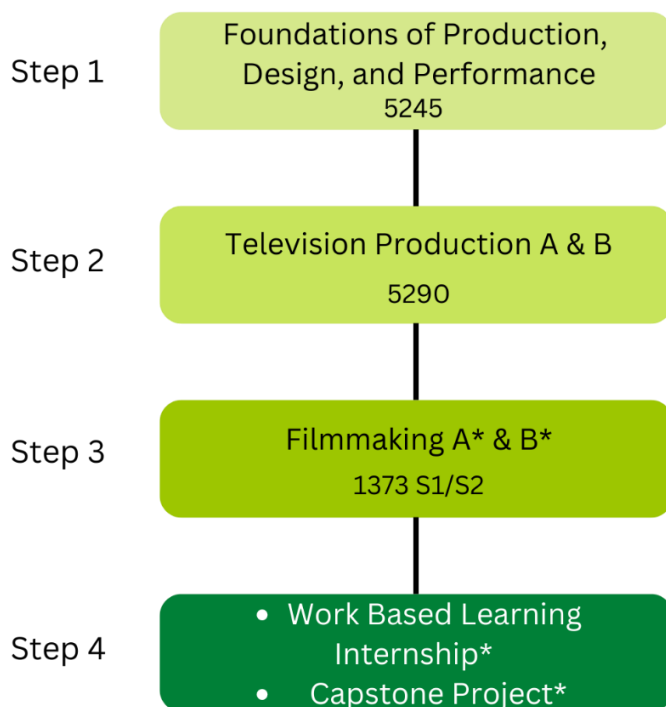 Step 1
Foundations of Production,
Design, and Performance
5245
Step 2
Television Production A & B
5290
Step 3
Filmmaking A* & B*
1373 S1/S2
Step 4
• Work Based Learning
Internship*
• Capstone Project*